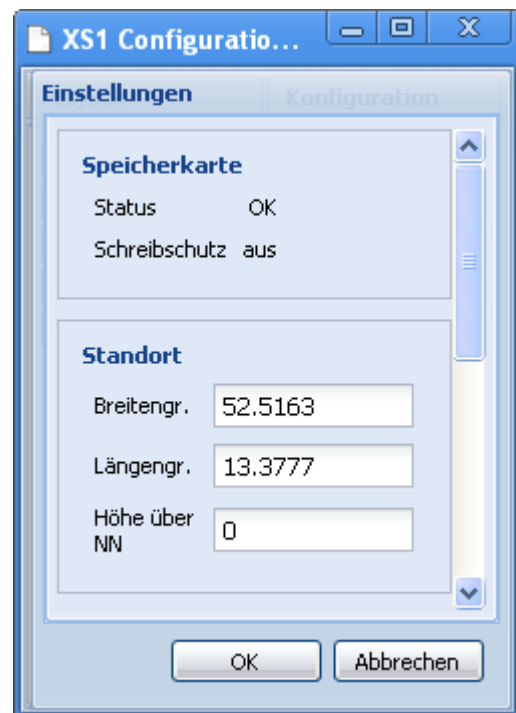 XS1 Configuratio...
Einstellungen
Konfiguration
Speicherkarte
Status OK
Schreibschutz aus
Standort
Breitengr. 52.5163
Längengr. 13.3777
Höhe über
NN 0
OK Abbrechen